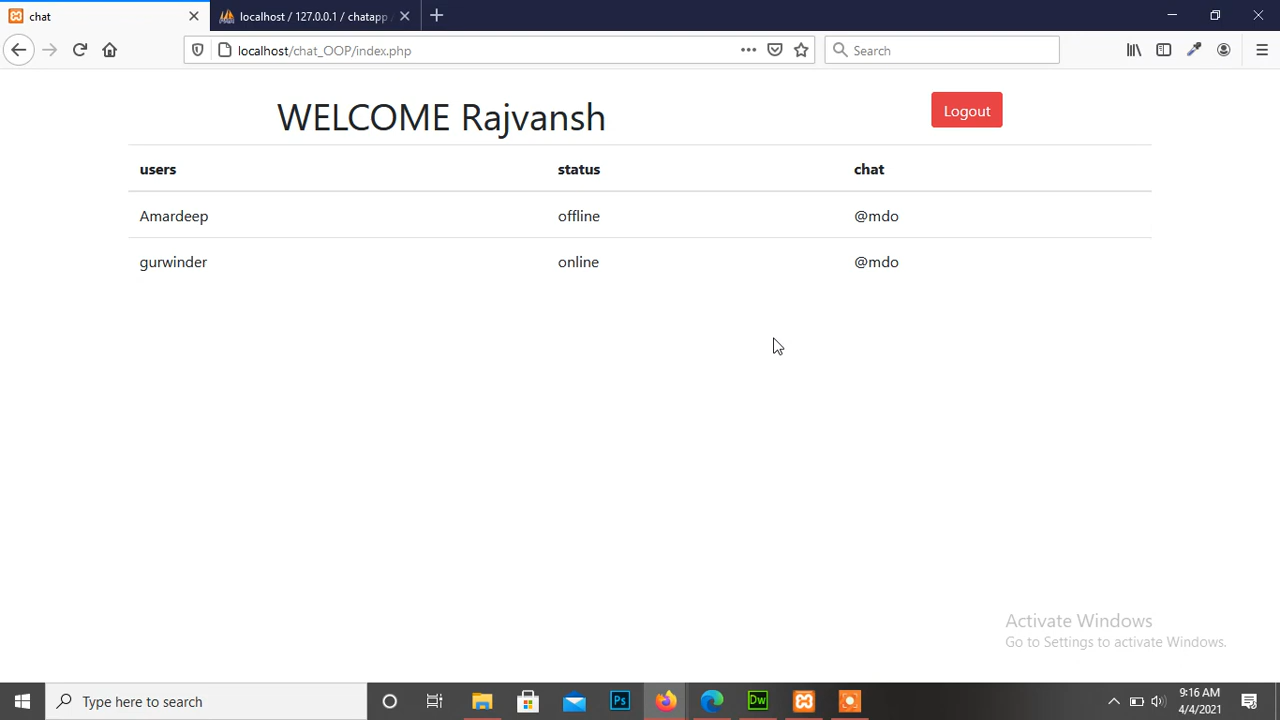 chat
localhost / 127.0.0.1 / chatapp
localhost/chat_OOP/index.php
Search
WELCOME Rajvansh
Logout
users status chat
Amardeep offline @mdo
gurwinder online @mdo
Activate Windows
Go to Settings to activate Windows.
Type here to search
Ps
Dw
9:16 AM
4/4/2021